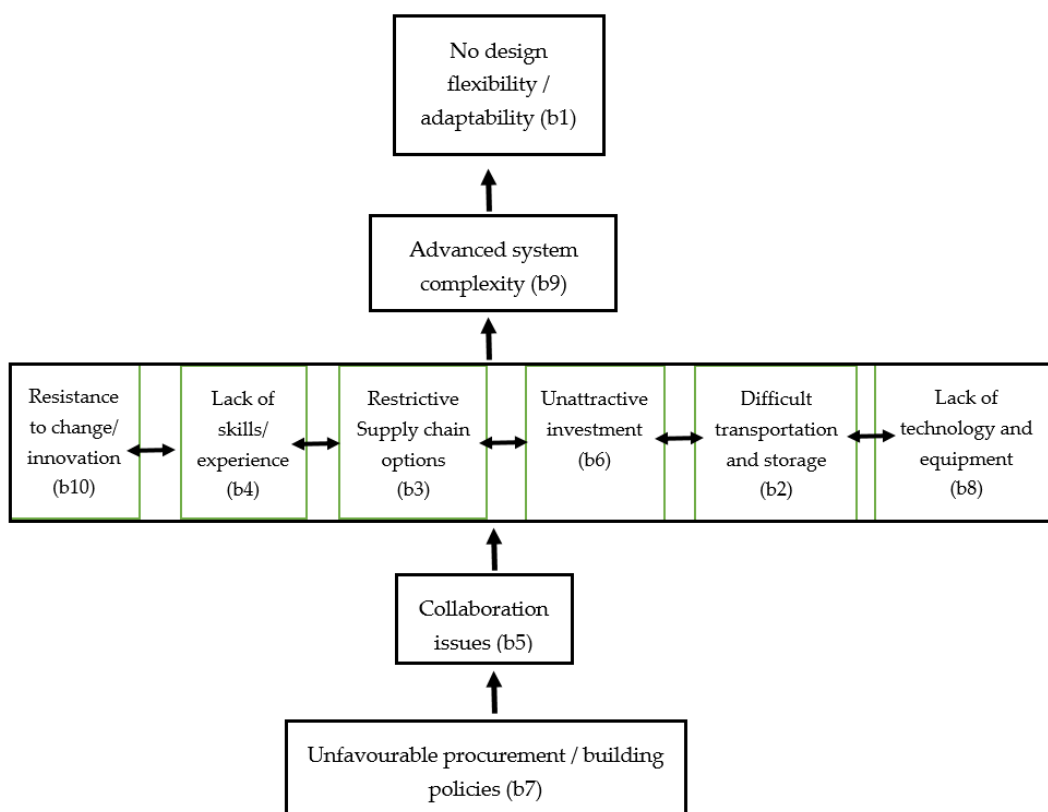 No design
flexibility /
adaptability (b1)
Advanced system
complexity (b9)
Resistance
to change/
innovation
(b10)
Lack of
skills/
experience
(b4)
Restrictive
Supply chain
options
(b3)
Unattractive
investment
(b6)
Difficult
transportation
and storage
(b2)
Lack of
technology and
equipment
(b8)
Collaboration
issues (b5)
Unfavourable procurement / building
policies (b7)